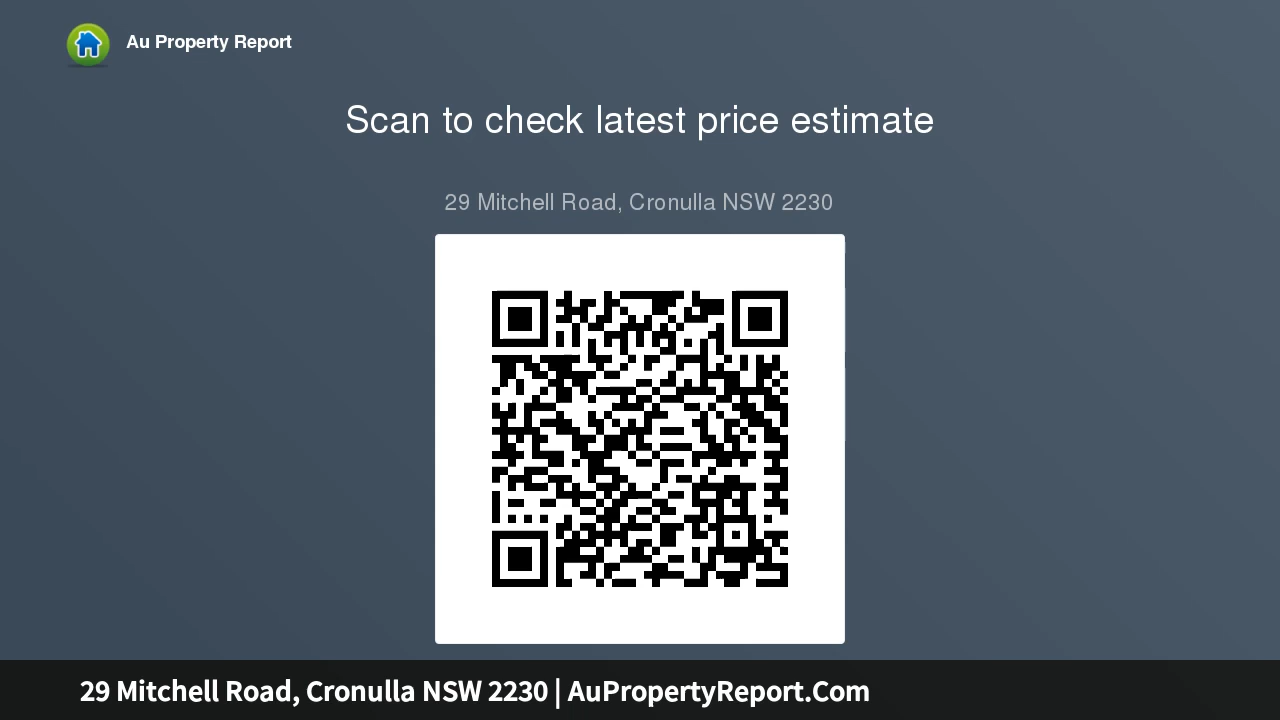 Au Property Report
Scan to check latest price estimate
29 Mitchell Road, Cronulla NSW 2230
29 Mitchell Road, Cronulla NSW 2230 | AuPropertyReport.Com